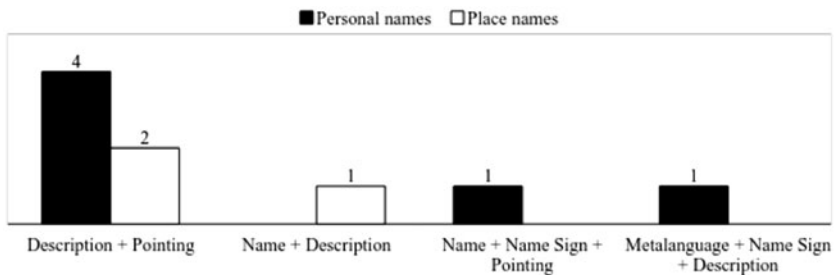 Personal names Place names
4
2
1
1
1
Description + Pointing
Name + Description
Name + Name Sign +
Pointing
Metalanguage + Name Sign
+ Description